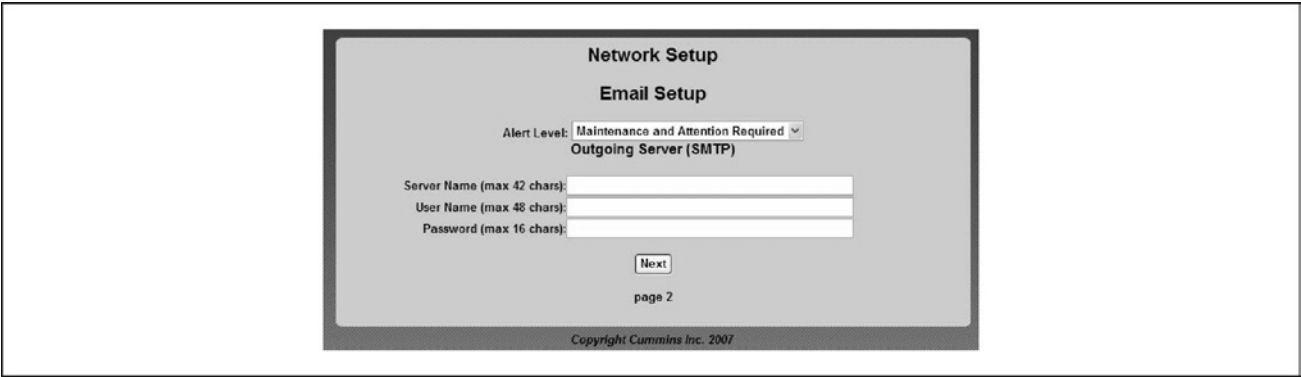 Network Setup
Email Setup
Alert Level: Maintenance and Attention Required
Outgoing Server (SMTP)
Server Name (max 42 chars):
User Name (max 48 chars):
Password (max 16 chars):
Next
page 2
Copyright Cummins Inc. 2007